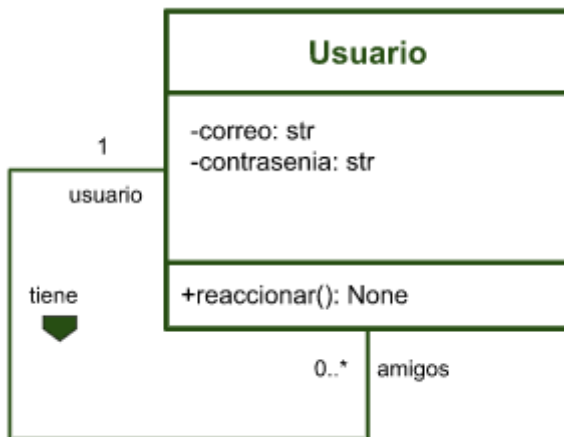 Usuario
-correo: str
-contrasenia: str
1
usuario
tiene
+reaccionar(): None
0..*
amigos